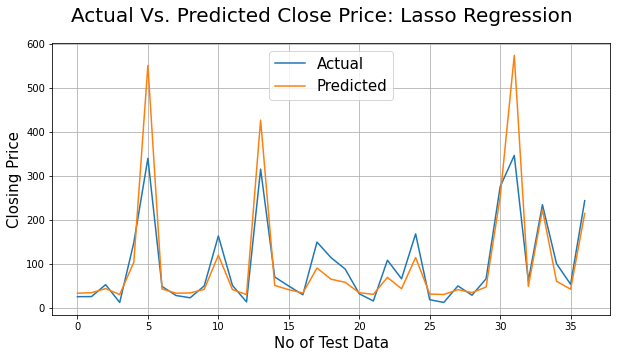 Actual Vs. Predicted Close Price: Lasso Regression
Actual
Predicted
Closing Price
600
500
400
300
200
100
0
0 5 10 15 20 25 30 35
No of Test Data